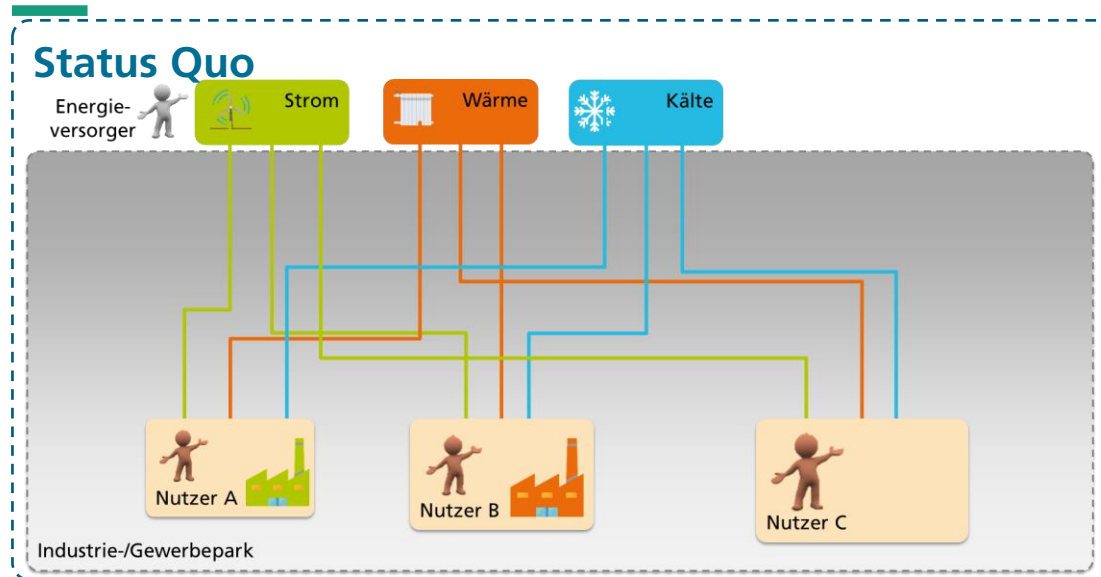 Status Quo
Energie-
versorger
Strom
Wärme
Kälte
Nutzer A
Nutzer B
Nutzer C
Industrie-/Gewerbepark